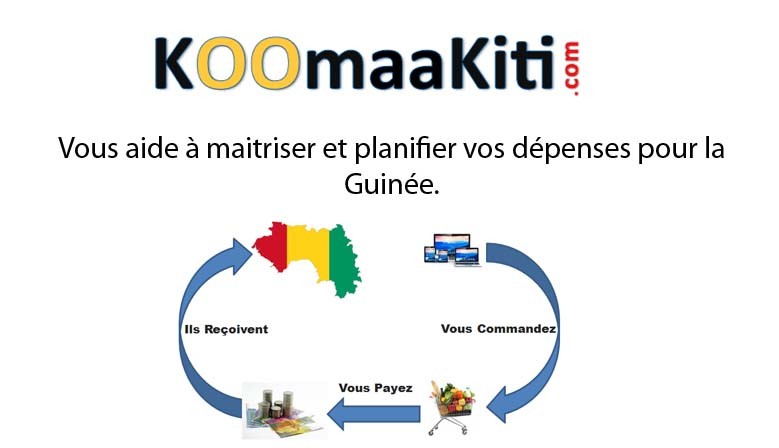 KOOmaaKiti.com
Vous aide à maitriser et planifier vos dépenses pour la
Guinée.
Ils Reçoivent
Vous Commandez
Vous Payez